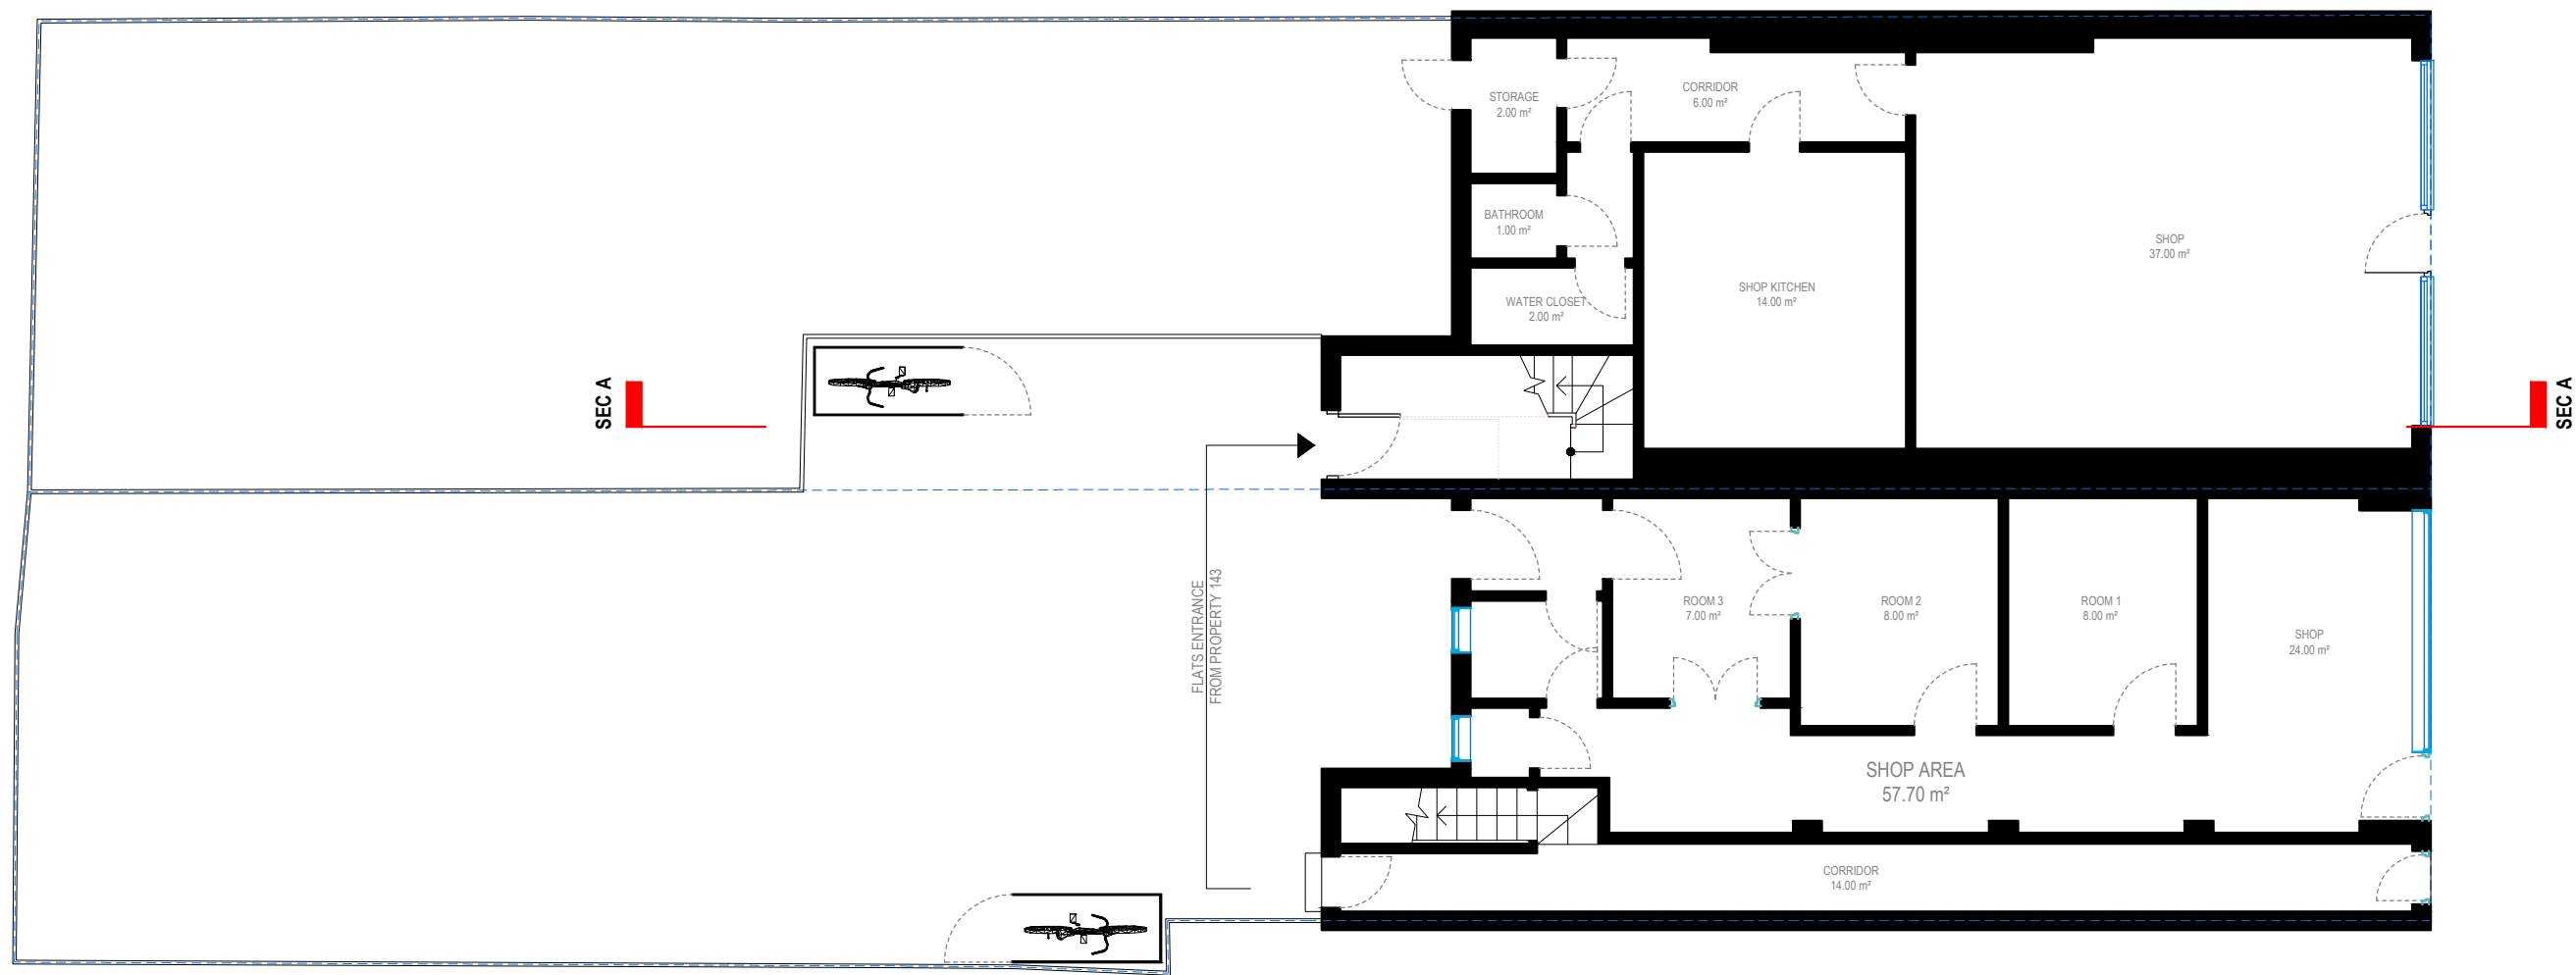 STORAGE
2.00 m²
CORRIDOR
6.00 m²
BATHROOM
1.00 m²
WATER CLOSET
2.00 m²
SHOP KITCHEN
14.00 m²
SHOP
37.00 m²
SEC A
SEC A
FLATS ENTRANCE
FROM PROPERTY 143
ROOM 3
7.00 m²
ROOM 2
8.00 m²
ROOM 1
8.00 m²
SHOP
24.00 m²
SHOP AREA
57.70 m²
CORRIDOR
14.00 m²